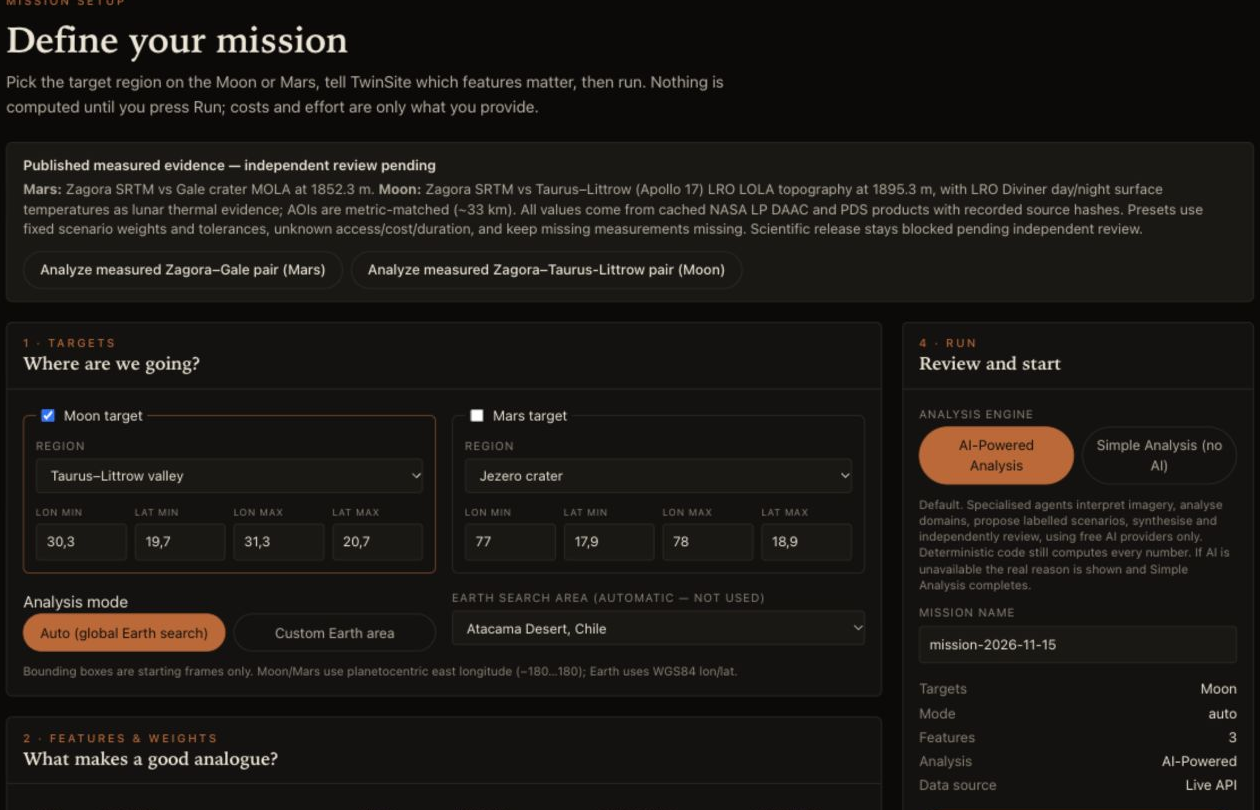 MISSION SETUP
Define your mission
Pick the target region on the Moon or Mars, tell TwinSite which features matter, then run. Nothing is
computed until you press Run; costs and effort are only what you provide.
Published measured evidence — independent review pending
Mars: Zagora SRTM vs Gale crater MOLA at 1852.3 m. Moon: Zagora SRTM vs Taurus–Littrow (Apollo 17) LRO LOLA topography at 1895.3 m, with LRO Diviner day/night surface
temperatures as lunar thermal evidence; AOIs are metric-matched (~33 km). All values come from cached NASA LP DAAC and PDS products with recorded source hashes. Presets use
fixed scenario weights and tolerances, unknown access/cost/duration, and keep missing measurements missing. Scientific release stays blocked pending independent review.
Analyze measured Zagora–Gale pair (Mars)
Analyze measured Zagora–Taurus-Littrow pair (Moon)
1 · TARGETS
Where are we going?
Moon target
REGION
Taurus–Littrow valley
LON MIN
LAT MIN
LON MAX
LAT MAX
30,3
19,7
31,3
20,7
Mars target
REGION
Jezero crater
LON MIN
LAT MIN
LON MAX
LAT MAX
77
17,9
78
18,9
Analysis mode
Auto (global Earth search)
Custom Earth area
EARTH SEARCH AREA (AUTOMATIC — NOT USED)
Atacama Desert, Chile
Bounding boxes are starting frames only. Moon/Mars use planetocentric east longitude (−180…180); Earth uses WGS84 lon/lat.
2 · FEATURES & WEIGHTS
What makes a good analogue?
4 · RUN
Review and start
ANALYSIS ENGINE
AI-Powered
Analysis
Simple Analysis (no
AI)
Default. Specialised agents interpret imagery, analyse
domains, propose labelled scenarios, synthesise and
independently review, using free AI providers only.
Deterministic code still computes every number. If AI is
unavailable the real reason is shown and Simple
Analysis completes.
MISSION NAME
mission-2026-11-15
Targets Moon
Mode auto
Features 3
Analysis AI-Powered
Data source Live API